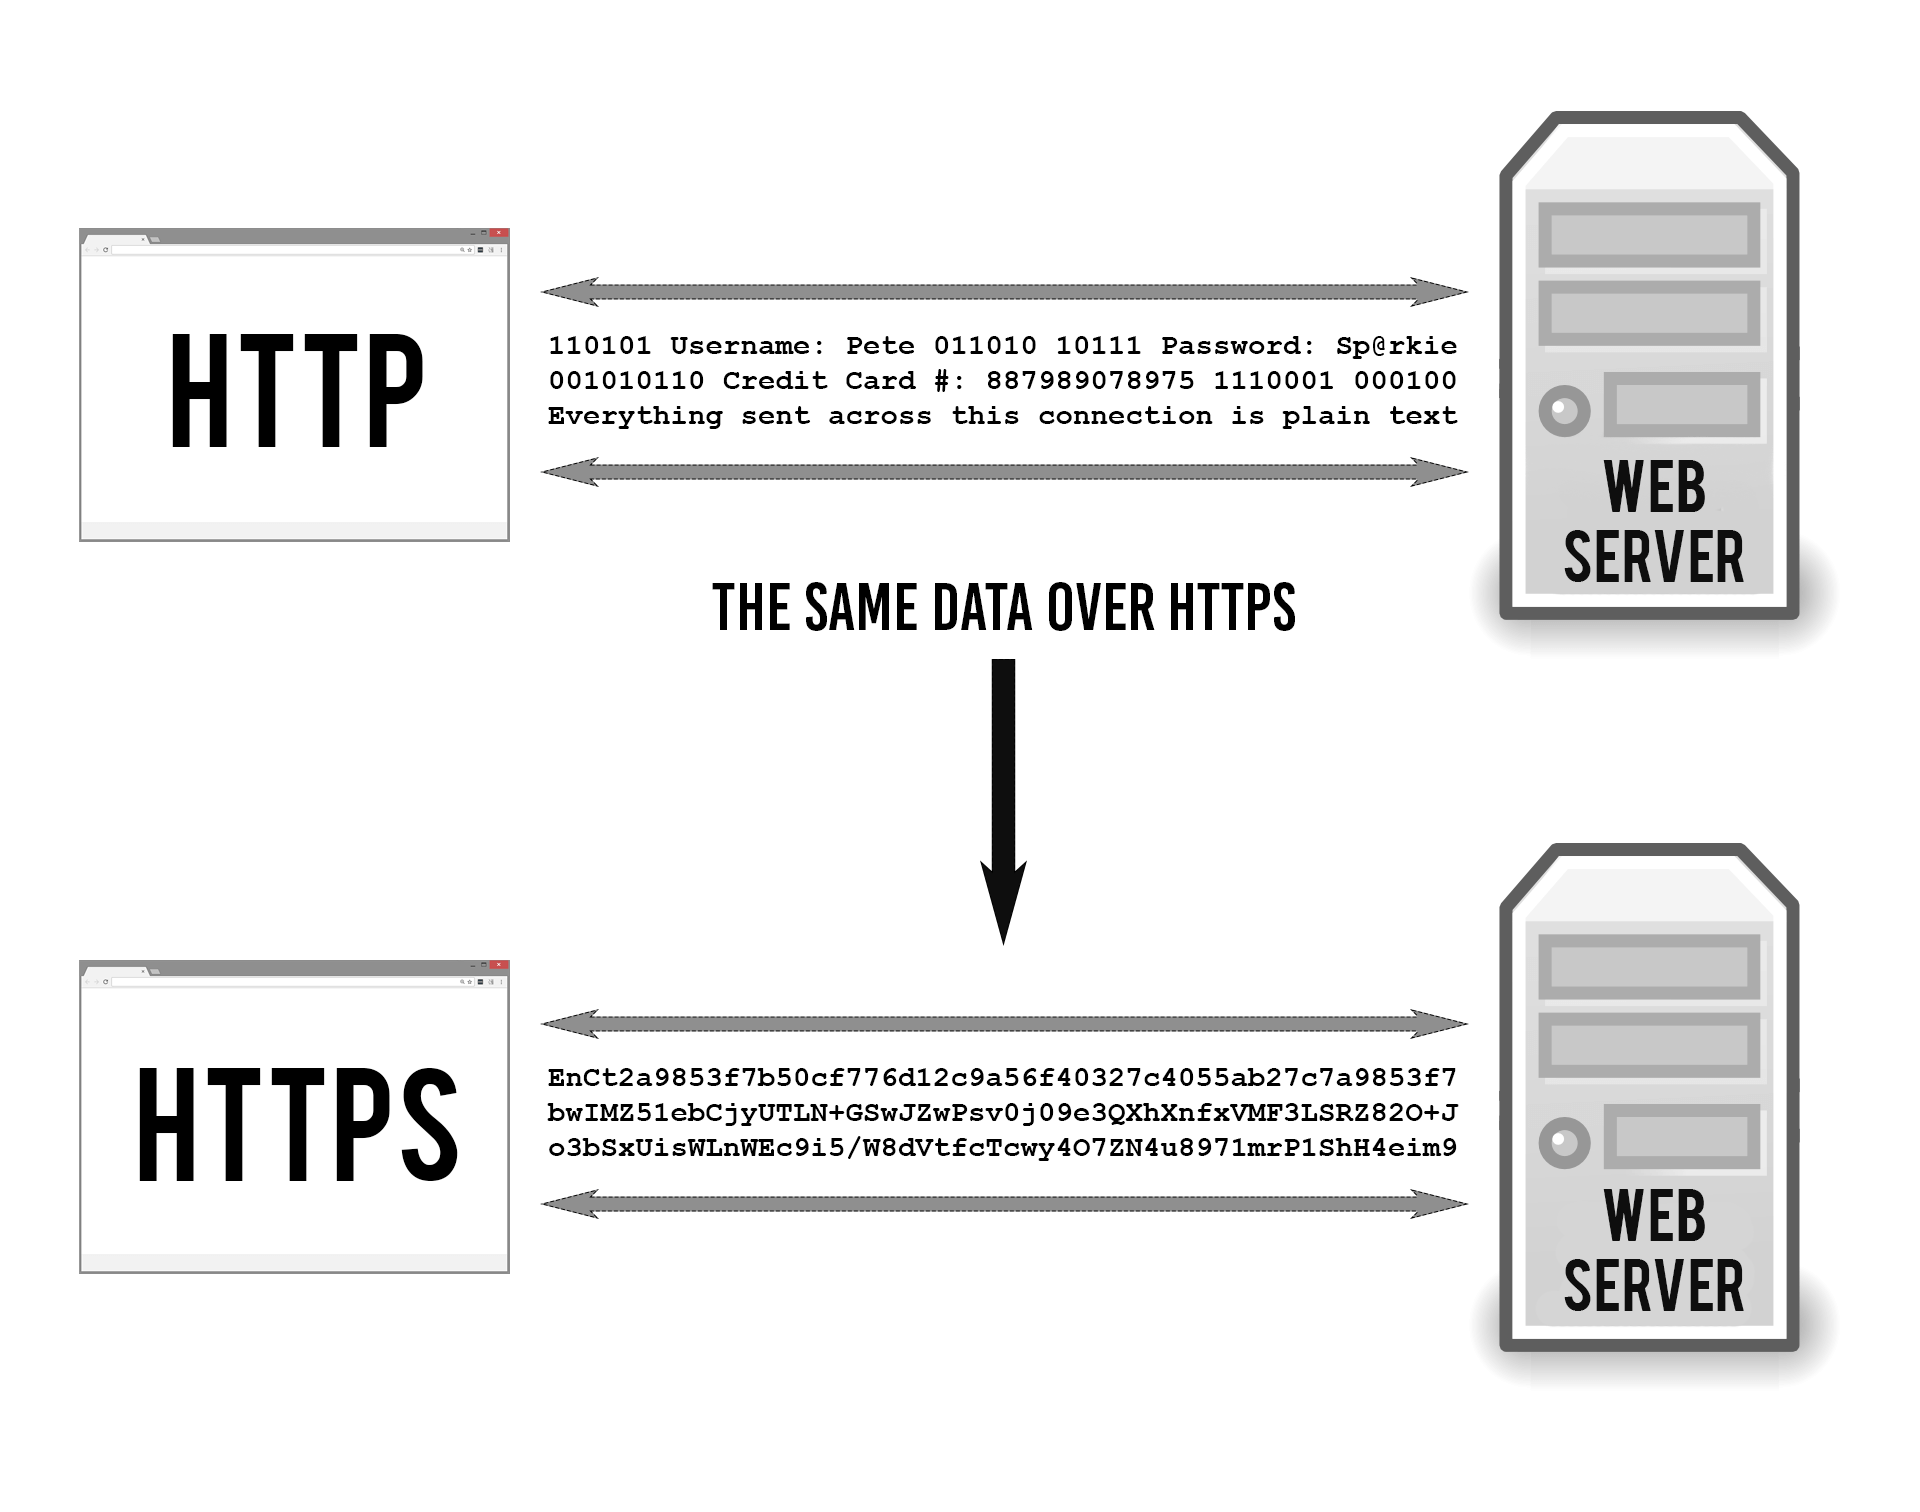 HTTP
110101 Username: Pete 011010 10111 Password: Sp@rkie
001010110 Credit Card #: 887989078975 1110001 000100
Everything sent across this connection is plain text
WEB
SERVER
THE SAME DATA OVER HTTPS
HTTPS
EnCt2a9853f7b50cf776d12c9a56f40327c4055ab27c7a9853f7
bwIMZ51ebCjyUTLN+GSwJZwPsv0j09e3QXhXnfxVMF3LSRZ82O+J
o3bSxUisWLnWEc9i5/W8dVtfcTcwy4O7ZN4u8971mrP1ShH4eim9
WEB
SERVER